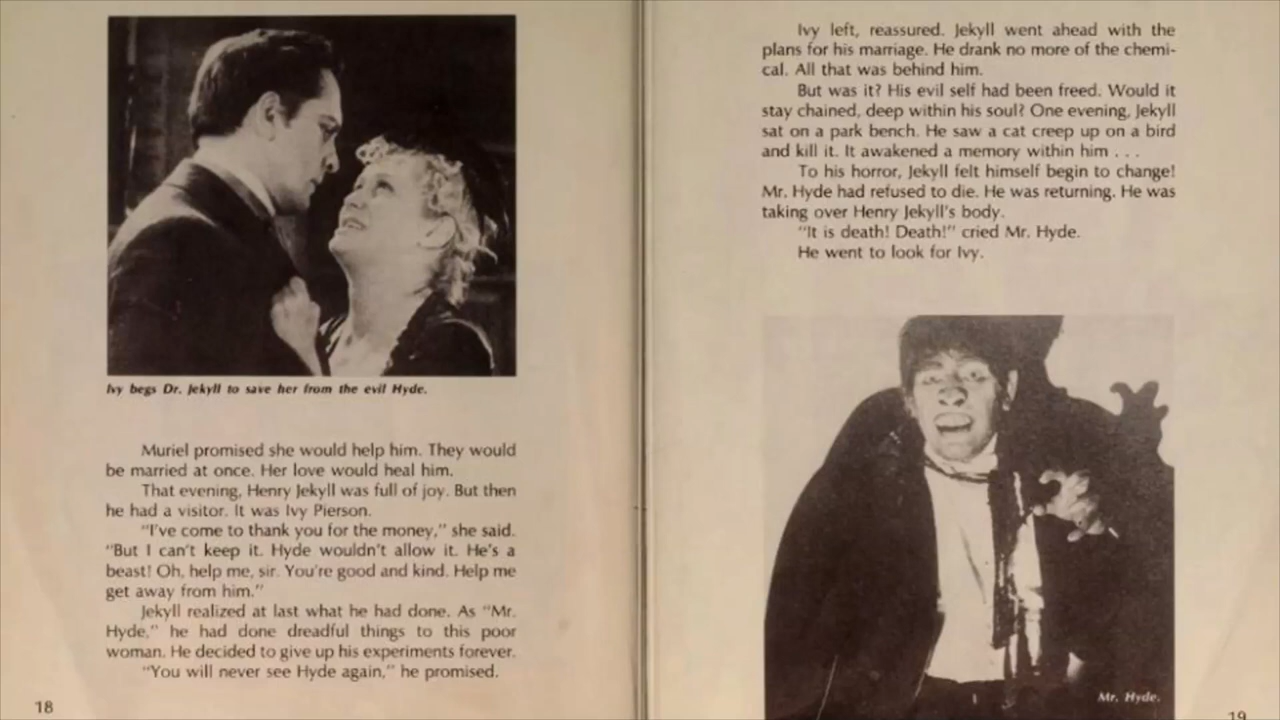 Ivy begs Dr. Jekyll to save her from the evil Hyde.
Muriel promised she would help him. They would
be married at once. Her love would heal him.
That evening, Henry Jekyll was full of joy. But then
he had a visitor. It was Ivy Pierson.
"I've come to thank you for the money," she said.
"But I can't keep it. Hyde wouldn't allow it. He's a
beast! Oh, help me, sir. You're good and kind. Help me
get away from him."
Jekyll realized at last what he had done. As "Mr.
Hyde," he had done dreadful things to this poor
woman. He decided to give up his experiments forever.
"You will never see Hyde again," he promised.
18
Ivy left, reassured. Jekyll went ahead with the
plans for his marriage. He drank no more of the chemi-
cal. All that was behind him.
But was it? His evil self had been freed. Would it
stay chained, deep within his soul? One evening, Jekyll
sat on a park bench. He saw a cat creep up on a bird
and kill it. It awakened a memory within him . . .
To his horror, Jekyll felt himself begin to change!
Mr. Hyde had refused to die. He was returning. He was
taking over Henry Jekyll's body.
"It is death! Death!" cried Mr. Hyde.
He went to look for Ivy.
Mr. Hyde.
19